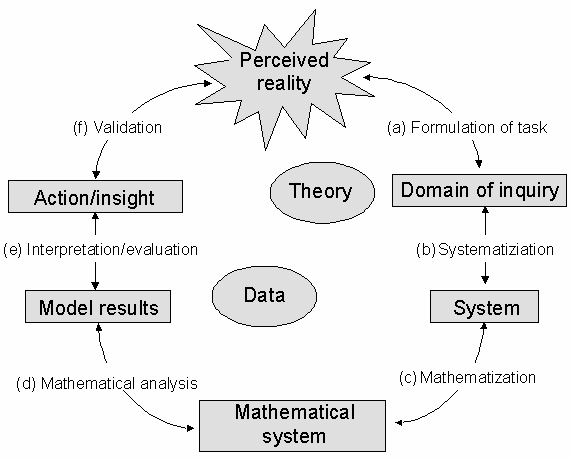 Perceived
reality
(f) Validation
(a) Formulation of task
Action/insight
Theory
Domain of inquiry
(e) Interpretation/evaluation
(b) Systematiziation
Model results
Data
System
(d) Mathematical analysis
(c) Mathematization
Mathematical
system